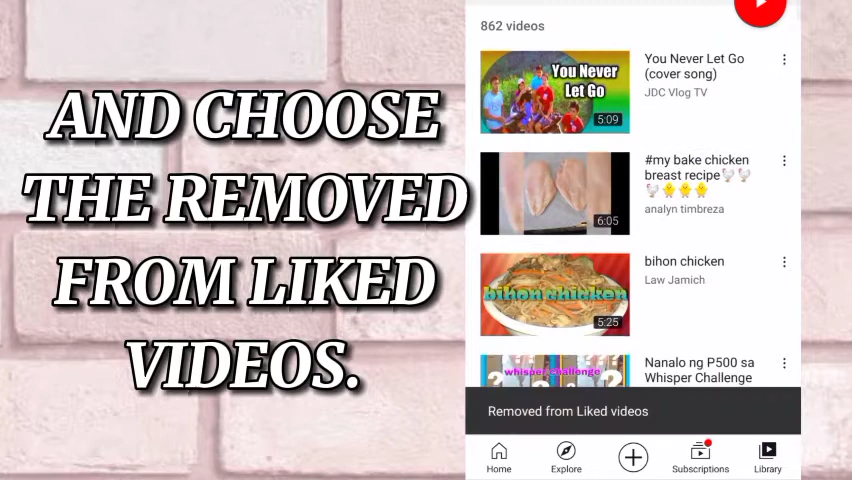 AND CHOOSE
THE REMOVED
FROM LIKED
VIDEOS.
862 videos
You Never
Let Go
5:09
You Never Let Go
(cover song)
JDC Vlog TV
6:05
#my bake chicken
breast recipe🐔🐔
🐔🐥🐥🐥
analyn timbreza
bihon chicken
5:25
bihon chicken
Law Jamich
whisper challenge
? ?
Nanalo ng P500 sa
Whisper Challenge
Removed from Liked videos
Home
Explore
Subscriptions
Library